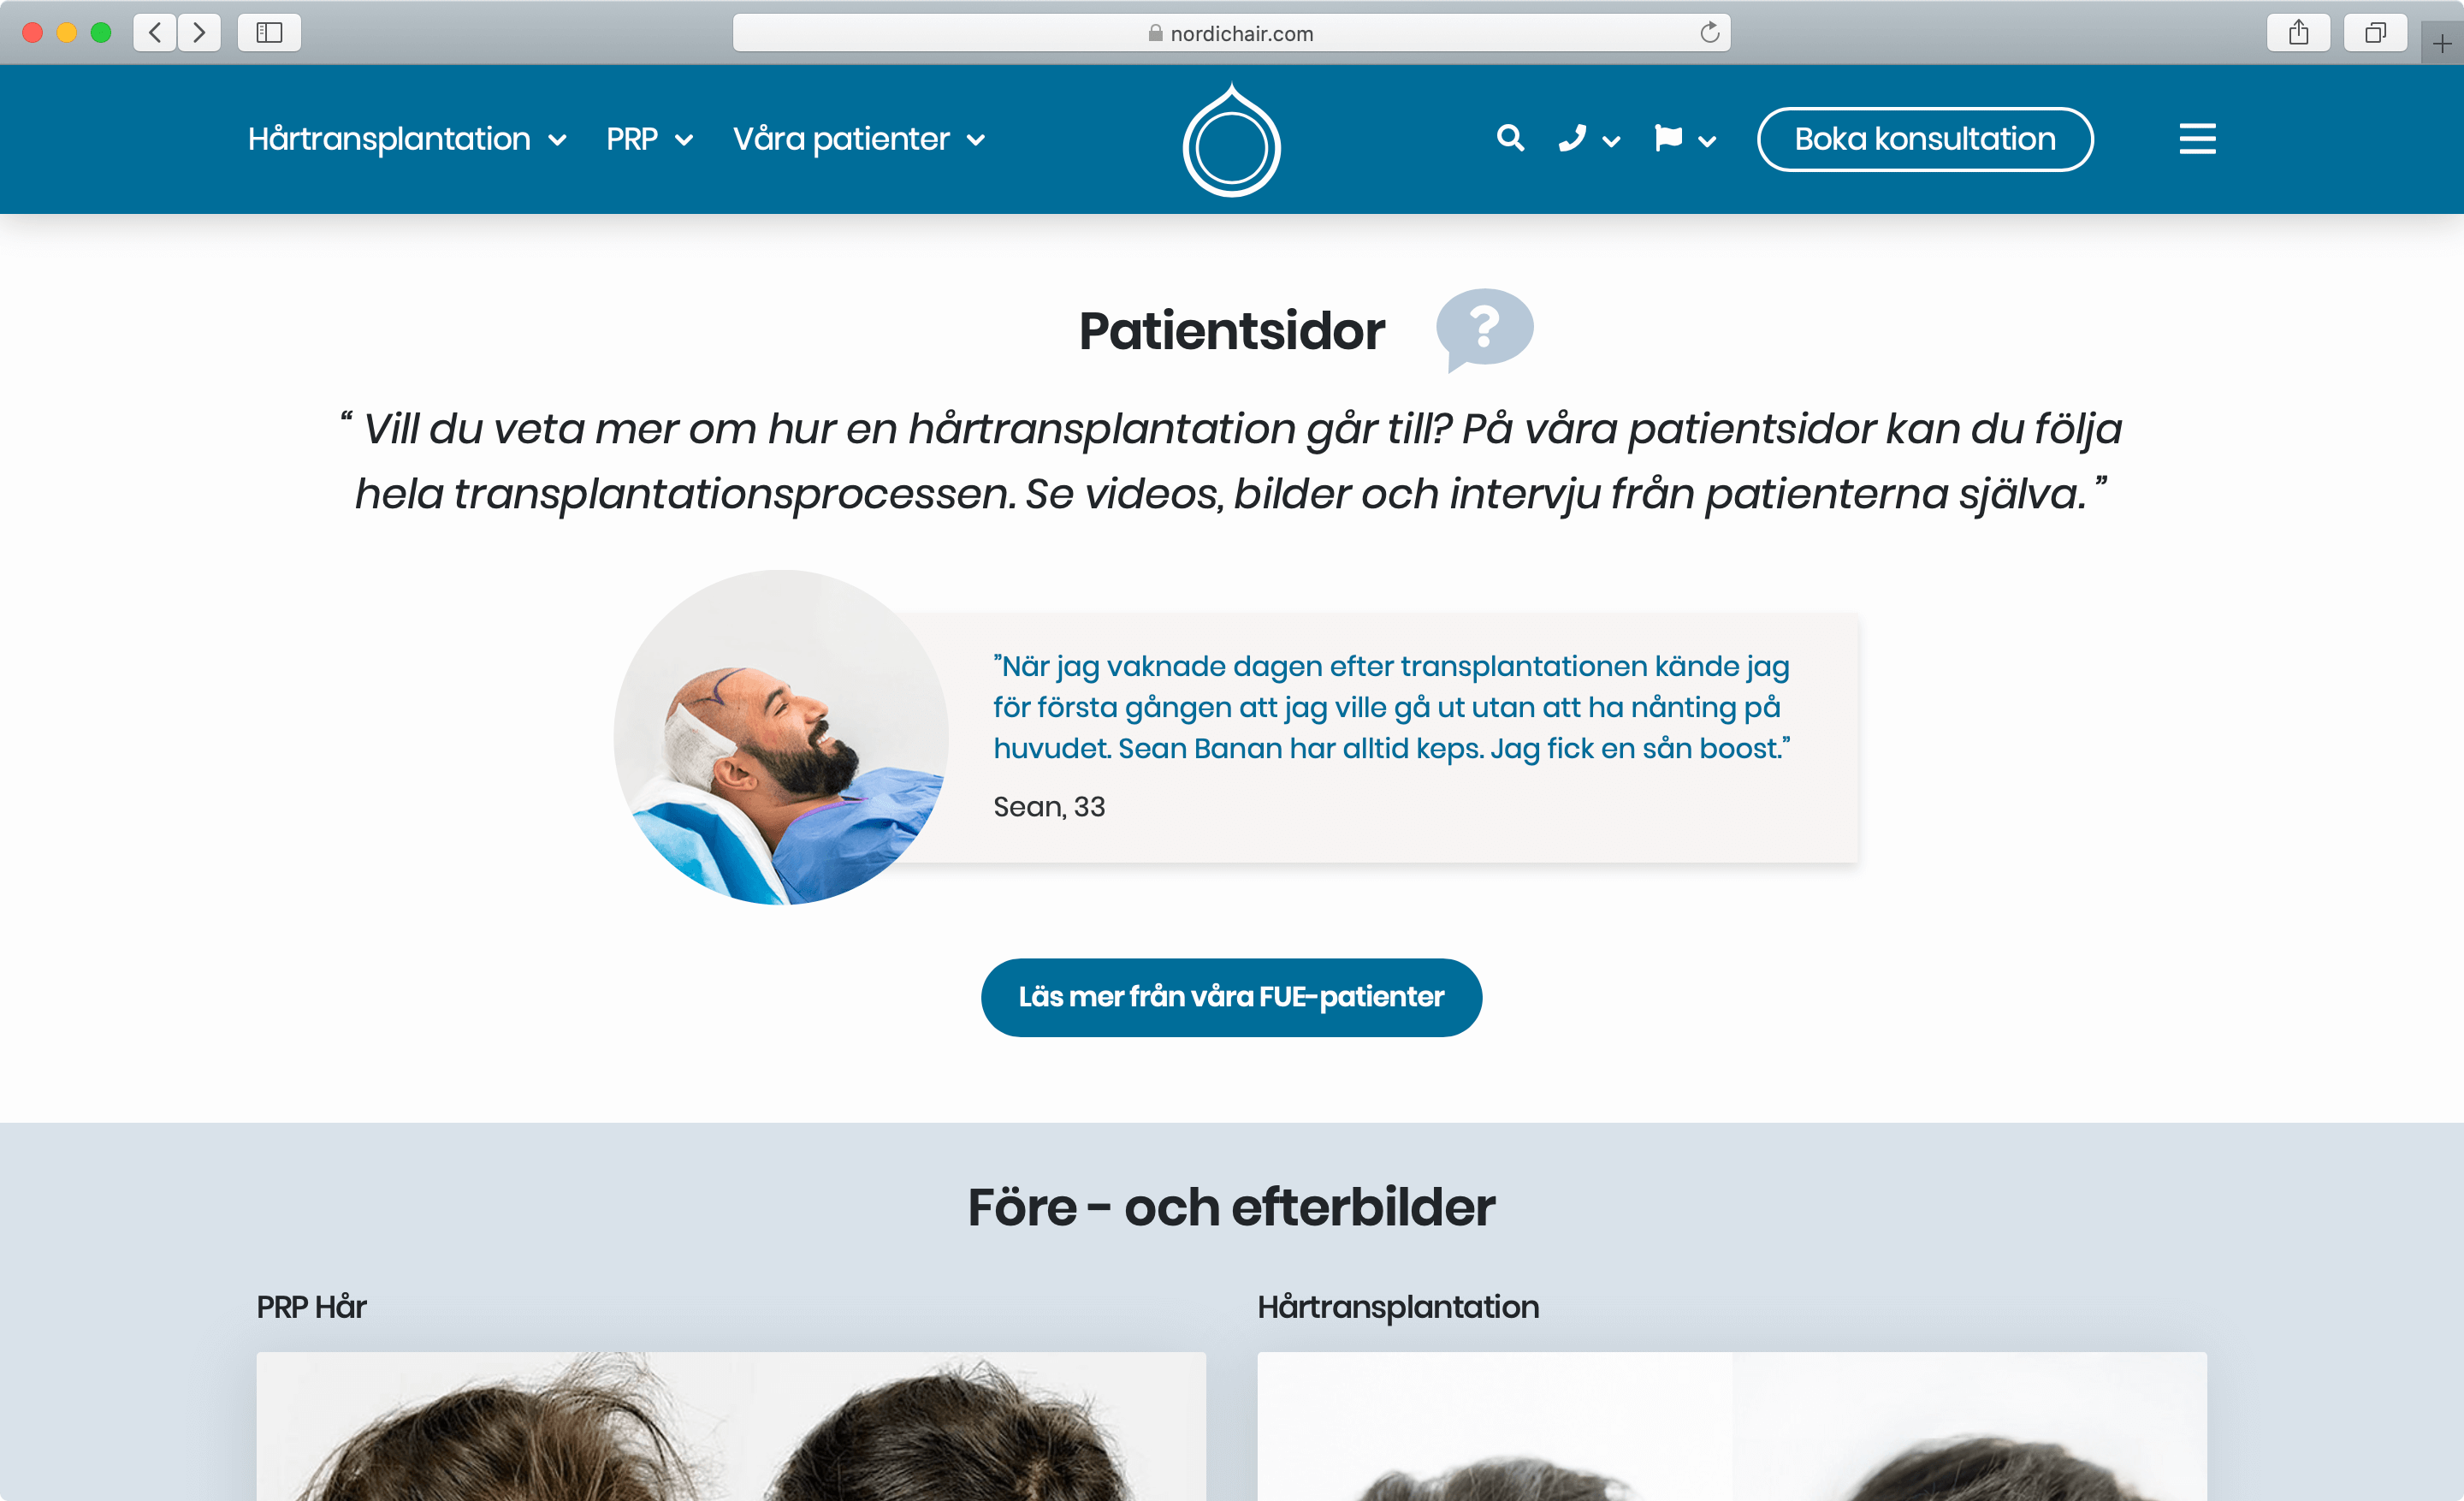 nordichair.com
Hårtransplantation PRP Våra patienter Boka konsultation
Patientsidor ?
“ Vill du veta mer om hur en hårtransplantation går till? På våra patientsidor kan du följa
hela transplantationsprocessen. Se videos, bilder och intervju från patienterna själva. ”
”När jag vaknade dagen efter transplantationen kände jag
för första gången att jag ville gå ut utan att ha nånting på
huvudet. Sean Banan har alltid keps. Jag fick en sån boost.”
Sean, 33
Läs mer från våra FUE-patienter
Före - och efterbilder
PRP Hår
Hårtransplantation